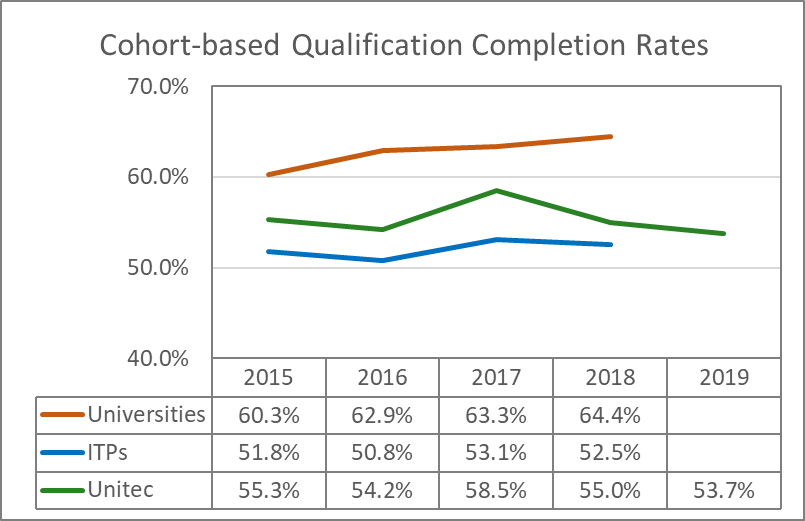 Cohort-based Qualification Completion Rates
70.0%
60.0%
50.0%
40.0%
2015 2016 2017 2018 2019
Universities 60.3% 62.9% 63.3% 64.4%
ITPs 51.8% 50.8% 53.1% 52.5%
Unitec 55.3% 54.2% 58.5% 55.0% 53.7%